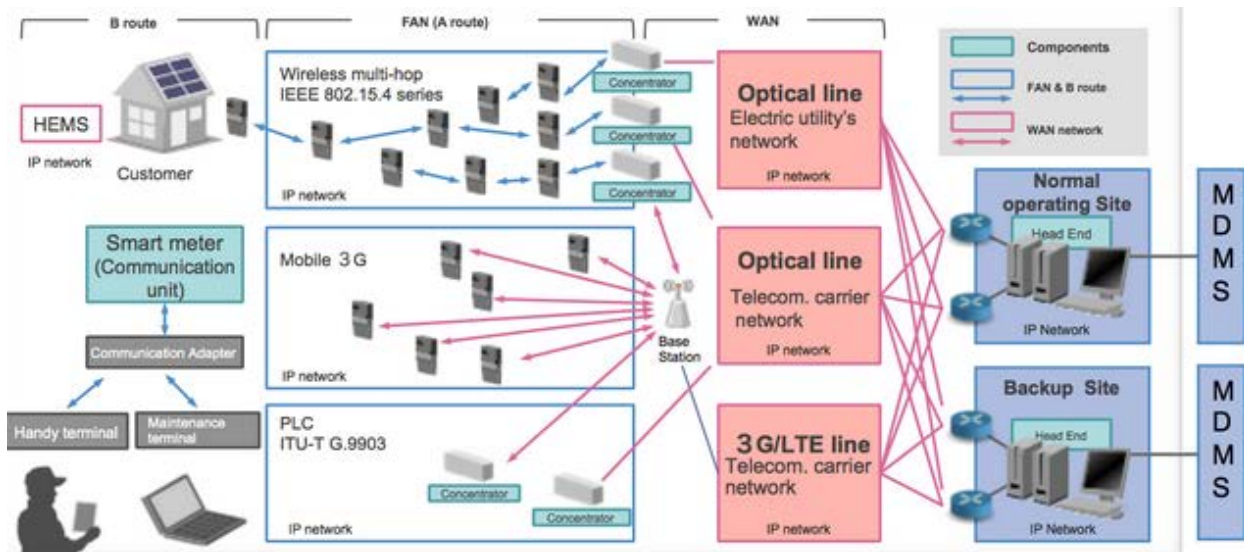 B route
FAN (A route)
WAN
Components
FAN & B route
WAN network
Wireless multi-hop
IEEE 802.15.4 series
Concentrator
Concentrator
Concentrator
IP network
HEMS
IP network
Customer
Optical line
Electric utility's
network
IP network
Normal
operating Site
Head End
IP Network
M
D
M
S
Smart meter
(Communication
unit)
Communication Adapter
Handy terminal
Maintenance
terminal
Mobile 3G
IP network
Base
Station
Optical line
Telecom. carrier
network
IP network
PLC
ITU-T G.9903
Concentrator
Concentrator
IP network
3G/LTE line
Telecom. carrier
network
IP network
Backup Site
Head End
IP Network
M
D
M
S